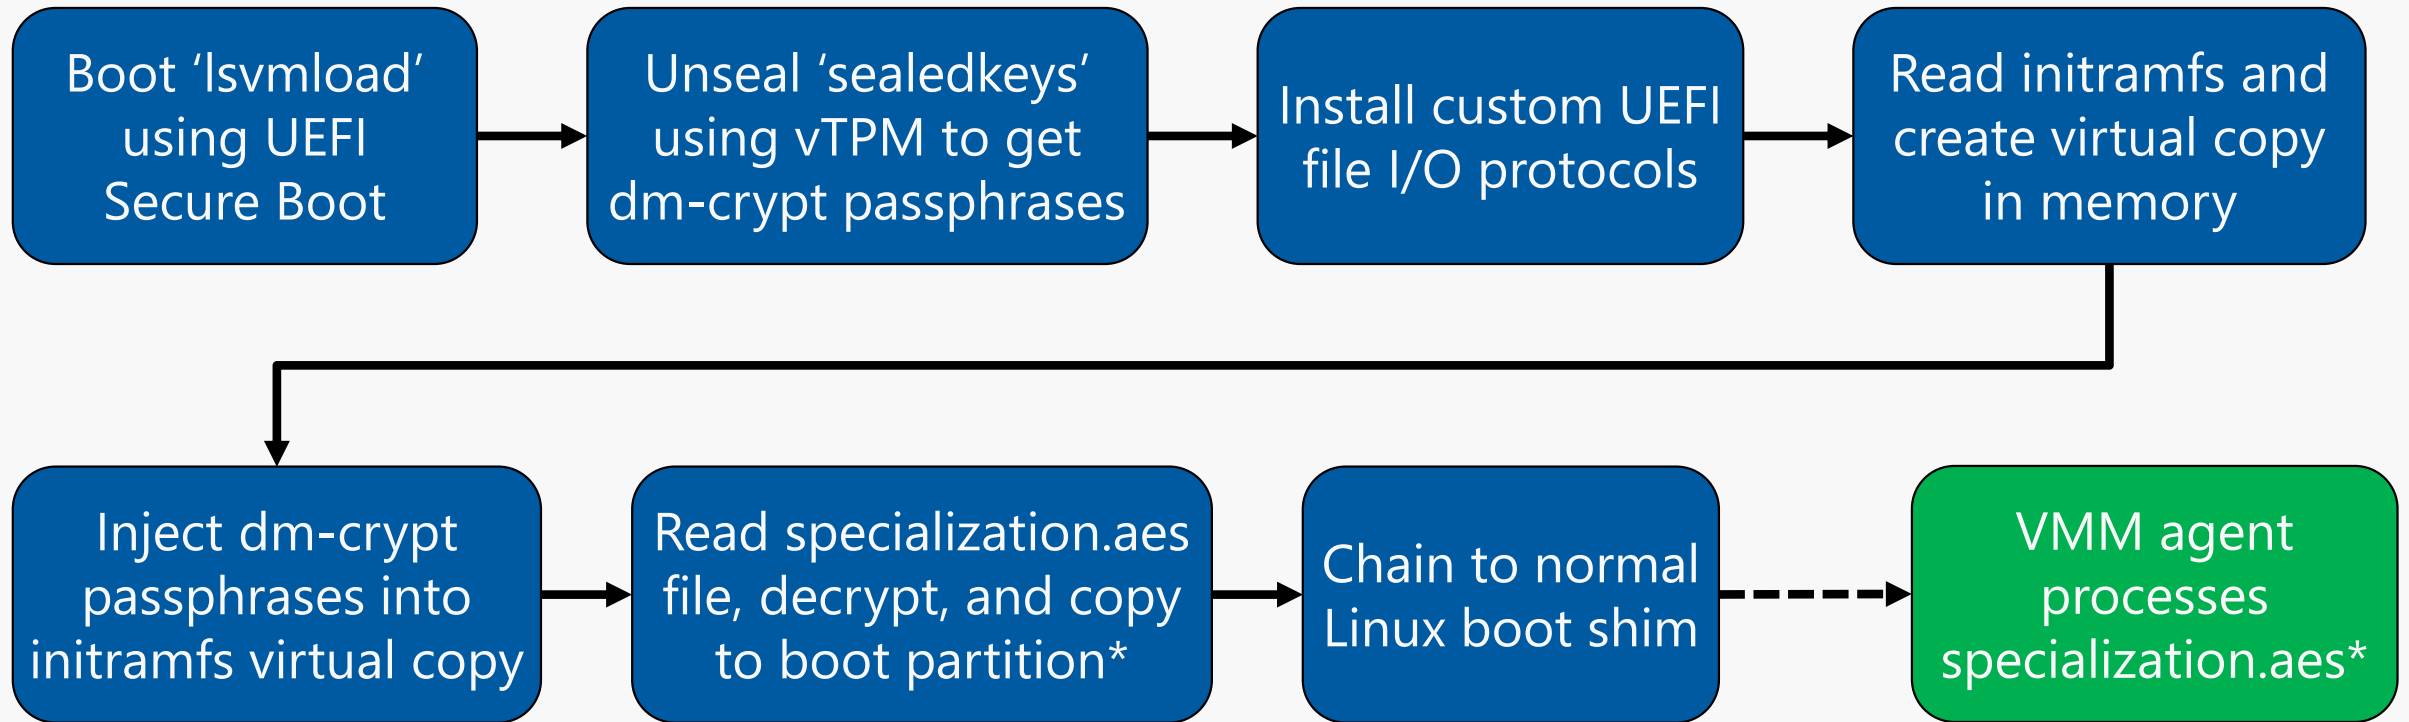 Boot ‘lsvmload’
using UEFI
Secure Boot
Unseal ‘sealedkeys’
using vTPM to get
dm-crypt passphrases
Install custom UEFI
file I/O protocols
Read initramfs and
create virtual copy
in memory
Inject dm-crypt
passphrases into
initramfs virtual copy
Read specialization.aes
file, decrypt, and copy
to boot partition*
Chain to normal
Linux boot shim
VMM agent
processes
specialization.aes*